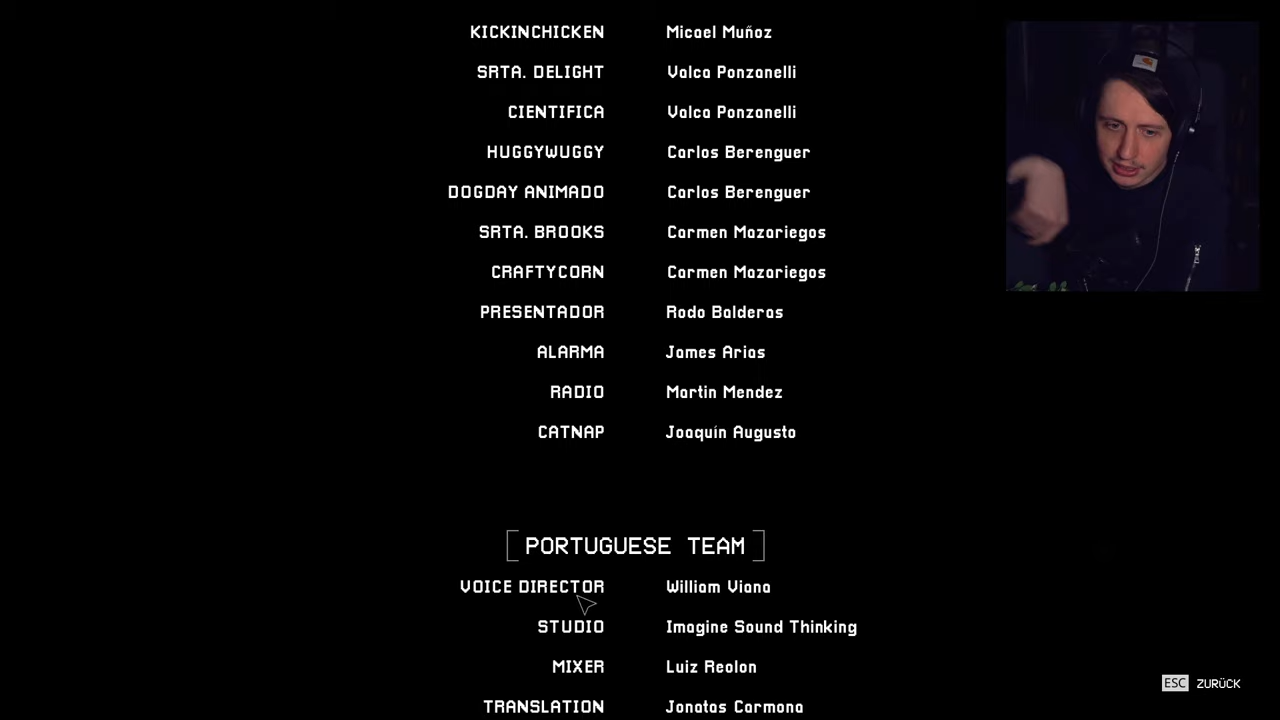 KICKINCHICKEN Micael Muñoz
SRTA. DELIGHT Valca Ponzanelli
CIENTIFICA Valca Ponzanelli
HUGGYWUGGY Carlos Berenguer
DOGDAY ANIMADO Carlos Berenguer
SRTA. BROOKS Carmen Mazariegos
CRAFTYCORN Carmen Mazariegos
PRESENTADOR Rodo Balderas
ALARMA James Arias
RADIO Martin Mendez
CATNAP Joaquín Augusto
PORTUGUESE TEAM
VOICE DIRECTOR William Viana
STUDIO Imagine Sound Thinking
MIXER Luiz Reolon
TRANSLATION Jonatas Carmona
ESC ZURÜCK